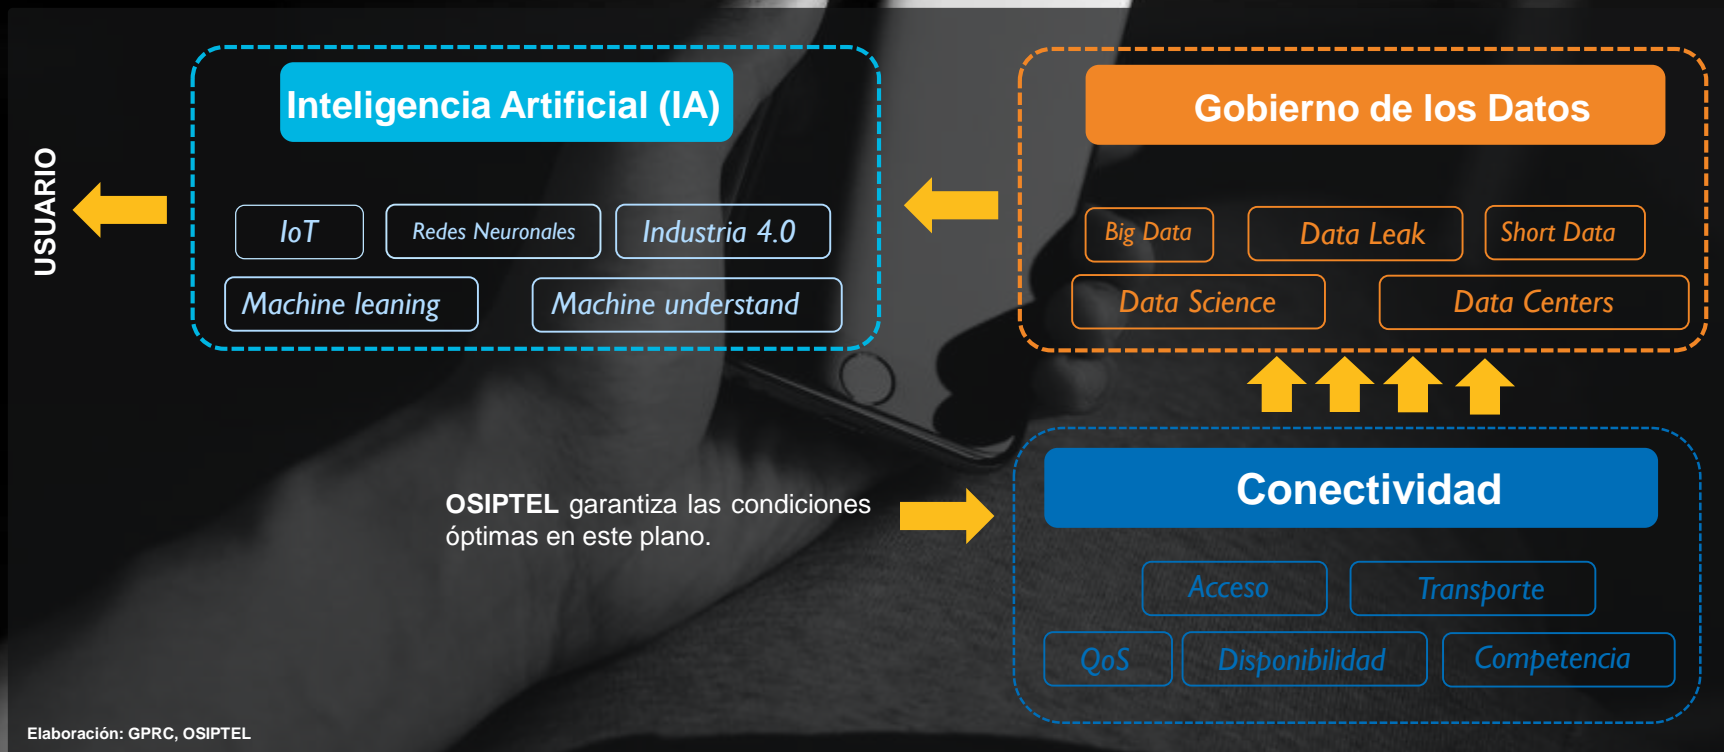 USUARIO
Inteligencia Artificial (IA)
IoT
Redes Neuronales
Industria 4.0
Machine leaning
Machine understand
Gobierno de los Datos
Big Data
Data Leak
Short Data
Data Science
Data Centers
OSIPTEL garantiza las condiciones
óptimas en este plano.
Conectividad
Acceso
Transporte
QoS
Disponibilidad
Competencia
Elaboración: GPRC, OSIPTEL